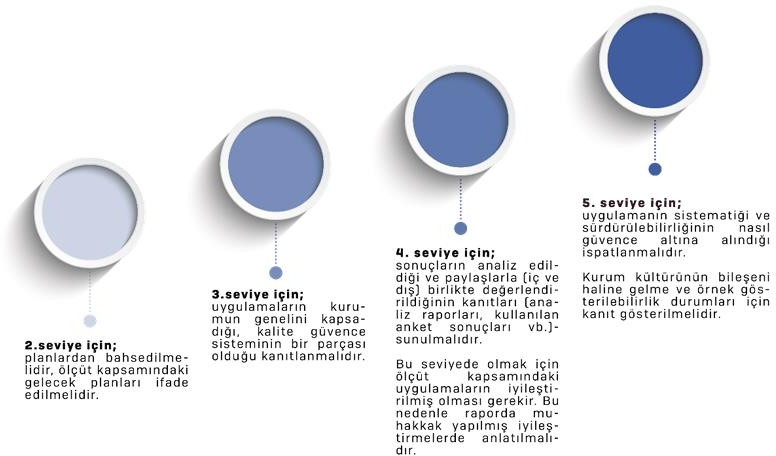 2.seviye için;
planlardan bahsedilme-
lidir, ölçüt kapsamındaki
gelecek planları ifade
edilmelidir.
3.seviye için;
uygulamaların kuru-
mun genelini kapsa-
dığı, kalite güvence
sisteminin bir parçası
olduğu kanıtlanmalıdır.
4. seviye için;
sonuçların analiz edil-
diği ve paylaşlarla (iç ve
dış) birlikte değerlendi-
irildiğinin kanıtları (ana-
liz raporları, kullanılan
anket sonuçları vb.)-
sunulmalıdır.
Bu seviyede olmak için
ölçüt kapsamındaki
uygulamaların iyileşti-
rilmiş olması gerekir. Bu
nedenle raporda mu-
hakkak yapılmış iyileş-
tirmelerde anlatılmalı-
dır.
5. seviye için;
uygulamanın sistematiği ve
sürdürülebilirliğinin nasıl
güvence altına alındığı
ispatlanmalıdır.
Kurum kültürünün bileşeni
haline gelme ve örnek gös-
terilebilirlik durumları için
kanıt gösterilmelidir.